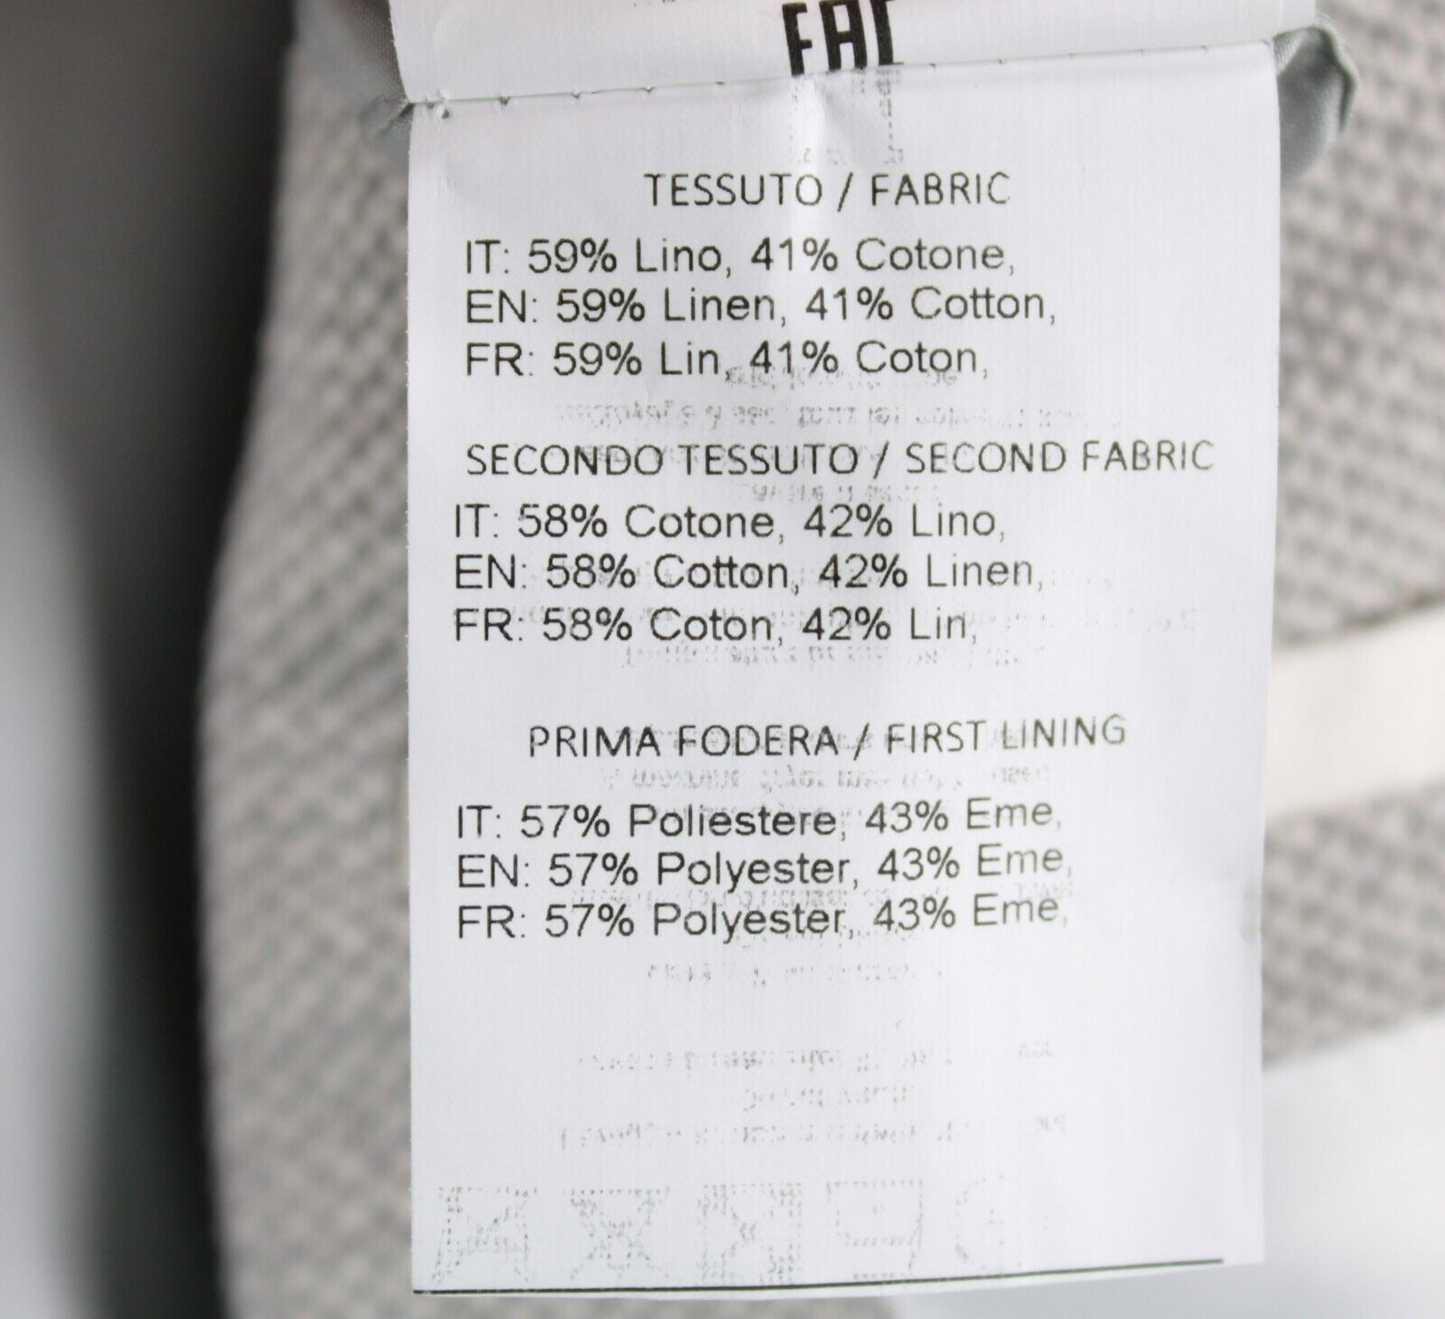 EAC
TESSUTO / FABRIC
IT: 59% Lino, 41% Cotone,
EN: 59% Linen, 41% Cotton,
FR: 59% Lin, 41% Coton,
SECONDO TESSUTO / SECOND FABRIC
IT: 58% Cotone, 42% Lino,
EN: 58% Cotton, 42% Linen,
FR: 58% Coton, 42% Lin,
PRIMA FODERA / FIRST LINING
IT: 57% Poliestere, 43% Eme,
EN: 57% Polyester, 43% Eme,
FR: 57% Polyester, 43% Eme,